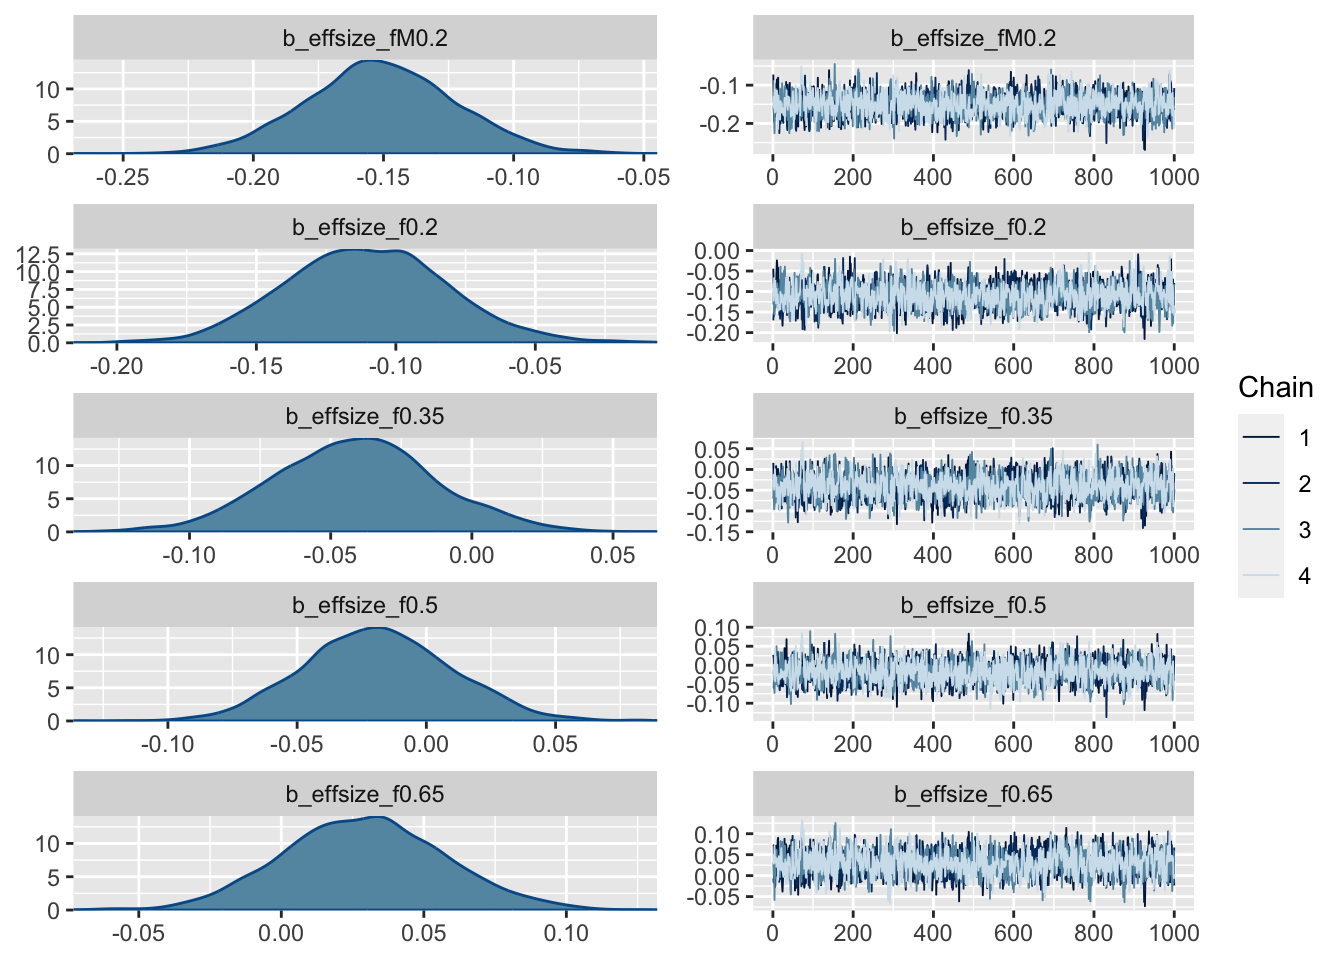 b_effsize_fM0.2
10
5
0
-0.25 -0.20 -0.15 -0.10 -0.05
b_effsize_fM0.2
-0.1
-0.2
0 200 400 600 800 1000
b_effsize_f0.2
12.5
10.0
7.5
5.0
2.5
0.0
-0.20 -0.15 -0.10 -0.05
b_effsize_f0.2
0.00
-0.05
-0.10
-0.15
-0.20
0 200 400 600 800 1000
b_effsize_f0.35
10
5
0
-0.10 -0.05 0.00 0.05
b_effsize_f0.35
0.05
0.00
-0.05
-0.10
-0.15
0 200 400 600 800 1000
b_effsize_f0.5
10
5
0
-0.10 -0.05 0.00 0.05
b_effsize_f0.5
0.10
0.05
0.00
-0.05
-0.10
0 200 400 600 800 1000
b_effsize_f0.65
10
5
0
-0.05 0.00 0.05 0.10
b_effsize_f0.65
0.10
0.05
0.00
-0.05
0 200 400 600 800 1000
Chain
1
2
3
4